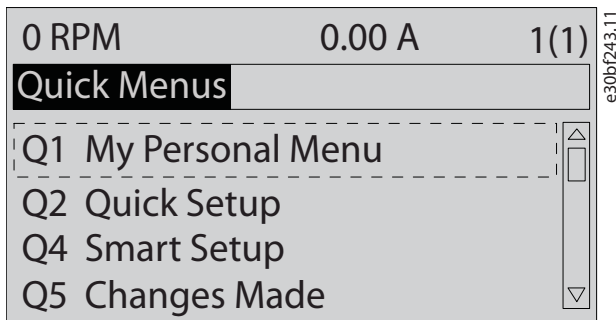 0 RPM 0.00 A 1(1)
Quick Menus
Q1 My Personal Menu
Q2 Quick Setup
Q4 Smart Setup
Q5 Changes Made
e30bf243.11